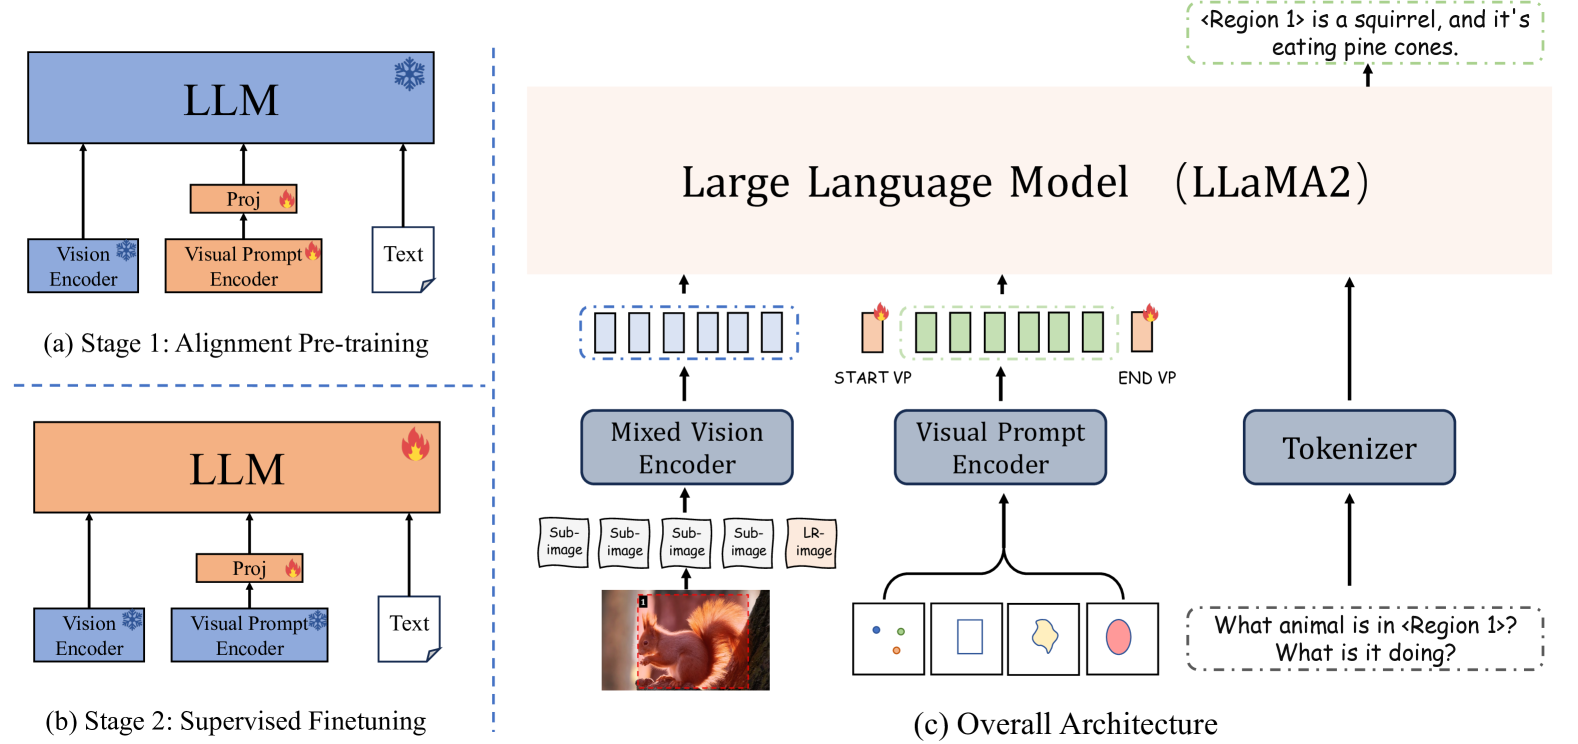 LLM
Proj
Vision
Encoder
Visual Prompt
Encoder
Text
(a) Stage 1: Alignment Pre-training
LLM
Proj
Vision
Encoder
Visual Prompt
Encoder
Text
(b) Stage 2: Supervised Finetuning
<Region 1> is a squirrel, and it's
eating pine cones.
Large Language Model (LLaMA2)
START VP
END VP
Mixed Vision
Encoder
Visual Prompt
Encoder
Tokenizer
Sub-
image
Sub-
image
Sub-
image
Sub-
image
LR-
image
1
What animal is in <Region 1>?
What is it doing?
(c) Overall Architecture